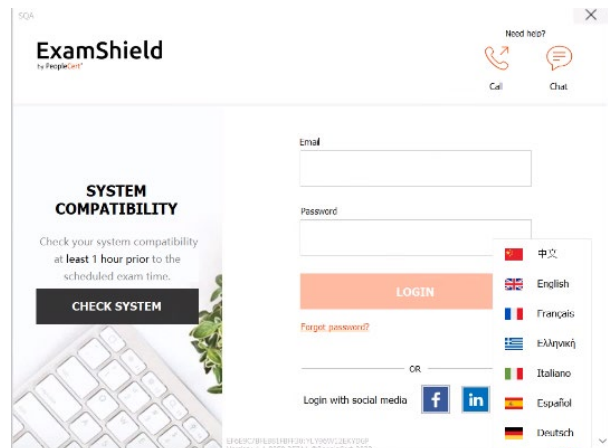 SQA
ExamShield
by PeopleCert
Need help?
Call
Chat
SYSTEM
COMPATIBILITY
Check your system compatibility
at least 1 hour prior to the
scheduled exam time.
CHECK SYSTEM
Email
Password
LOGIN
Forgot password?
OR
Login with social media
f
in
中文
English
Français
Ελληνική
Italiano
Español
Deutsch